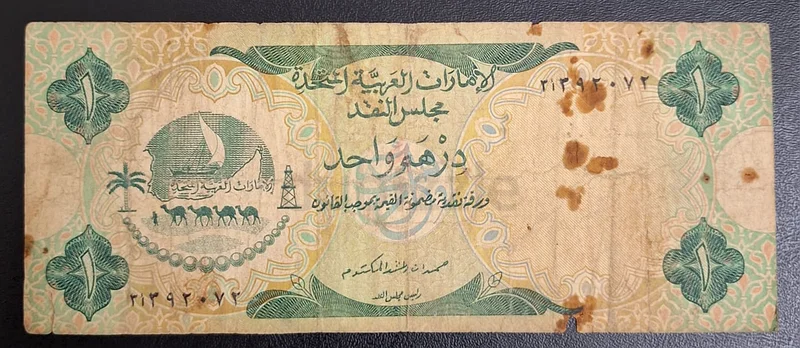 الإمارات العربية المتحدة
مجلس النقد
درهم واحد
ورقة نقدية مضمونة القيمة بموجب القانون
رئيس مجلس النقد
٢١٣٩٢٠٧٢
٢١٣٩٢٠٧٢
الإمارات العربية المتحدة
١
١
١
١